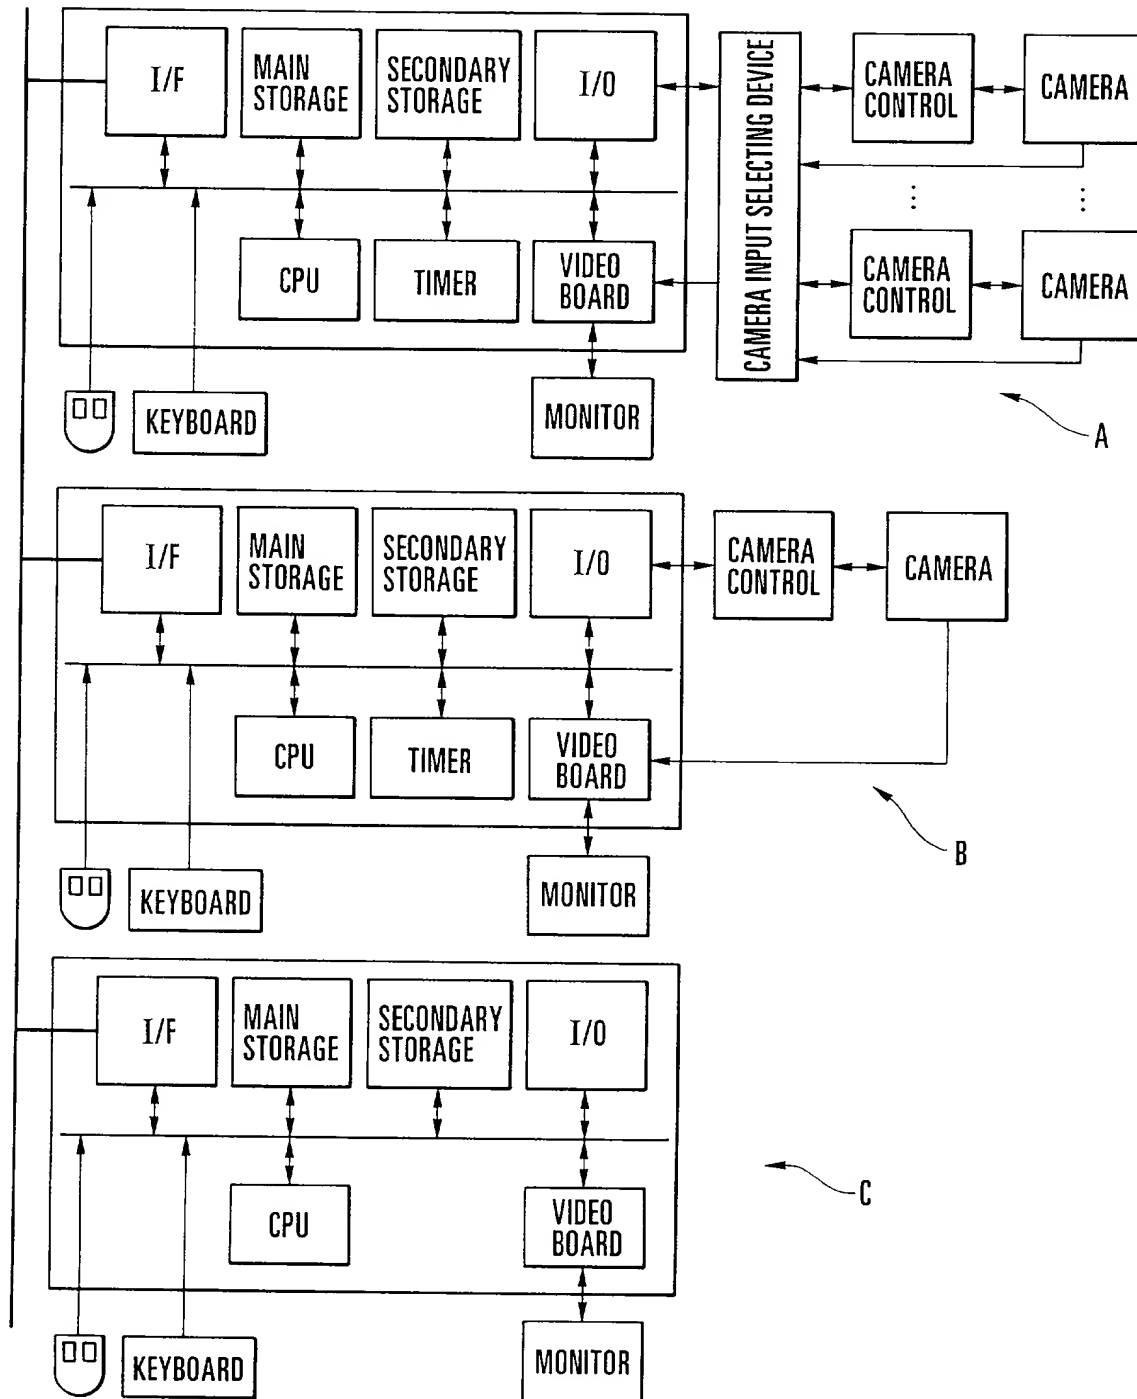 I/F
MAIN
STORAGE
SECONDARY
STORAGE
I/O
CAMERA INPUT SELECTING DEVICE
CAMERA
CONTROL
CAMERA
CPU
TIMER
VIDEO
BOARD
CAMERA
CONTROL
CAMERA
KEYBOARD
MONITOR
A
I/F
MAIN
STORAGE
SECONDARY
STORAGE
I/O
CAMERA
CONTROL
CAMERA
CPU
TIMER
VIDEO
BOARD
KEYBOARD
MONITOR
B
I/F
MAIN
STORAGE
SECONDARY
STORAGE
I/O
CPU
VIDEO
BOARD
C
KEYBOARD
MONITOR